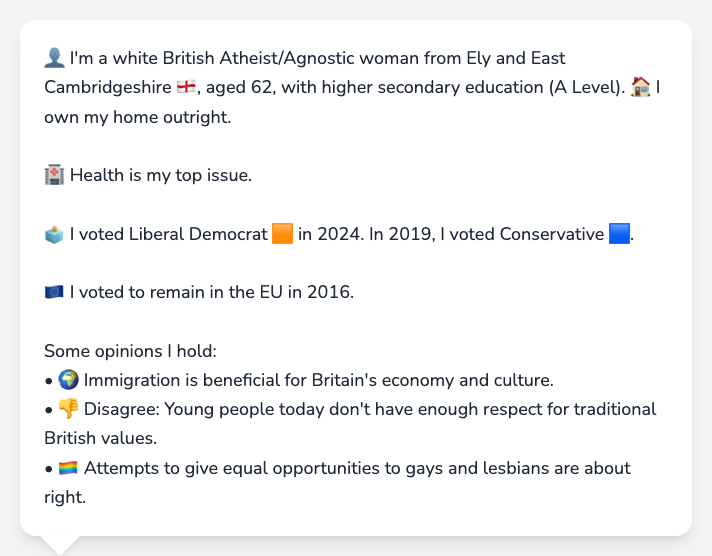 👤 I'm a white British Atheist/Agnostic woman from Ely and East
Cambridgeshire 🏴󠁧󠁢󠁥󠁮󠁧󠁿, aged 62, with higher secondary education (A Level). 🏠 I
own my home outright.
🏥 Health is my top issue.
🗳️ I voted Liberal Democrat 🟧 in 2024. In 2019, I voted Conservative 🟦.
🇪🇺 I voted to remain in the EU in 2016.
Some opinions I hold:
• 🌍 Immigration is beneficial for Britain's economy and culture.
• 👎 Disagree: Young people today don't have enough respect for traditional
British values.
• 🏳️‍🌈 Attempts to give equal opportunities to gays and lesbians are about
right.